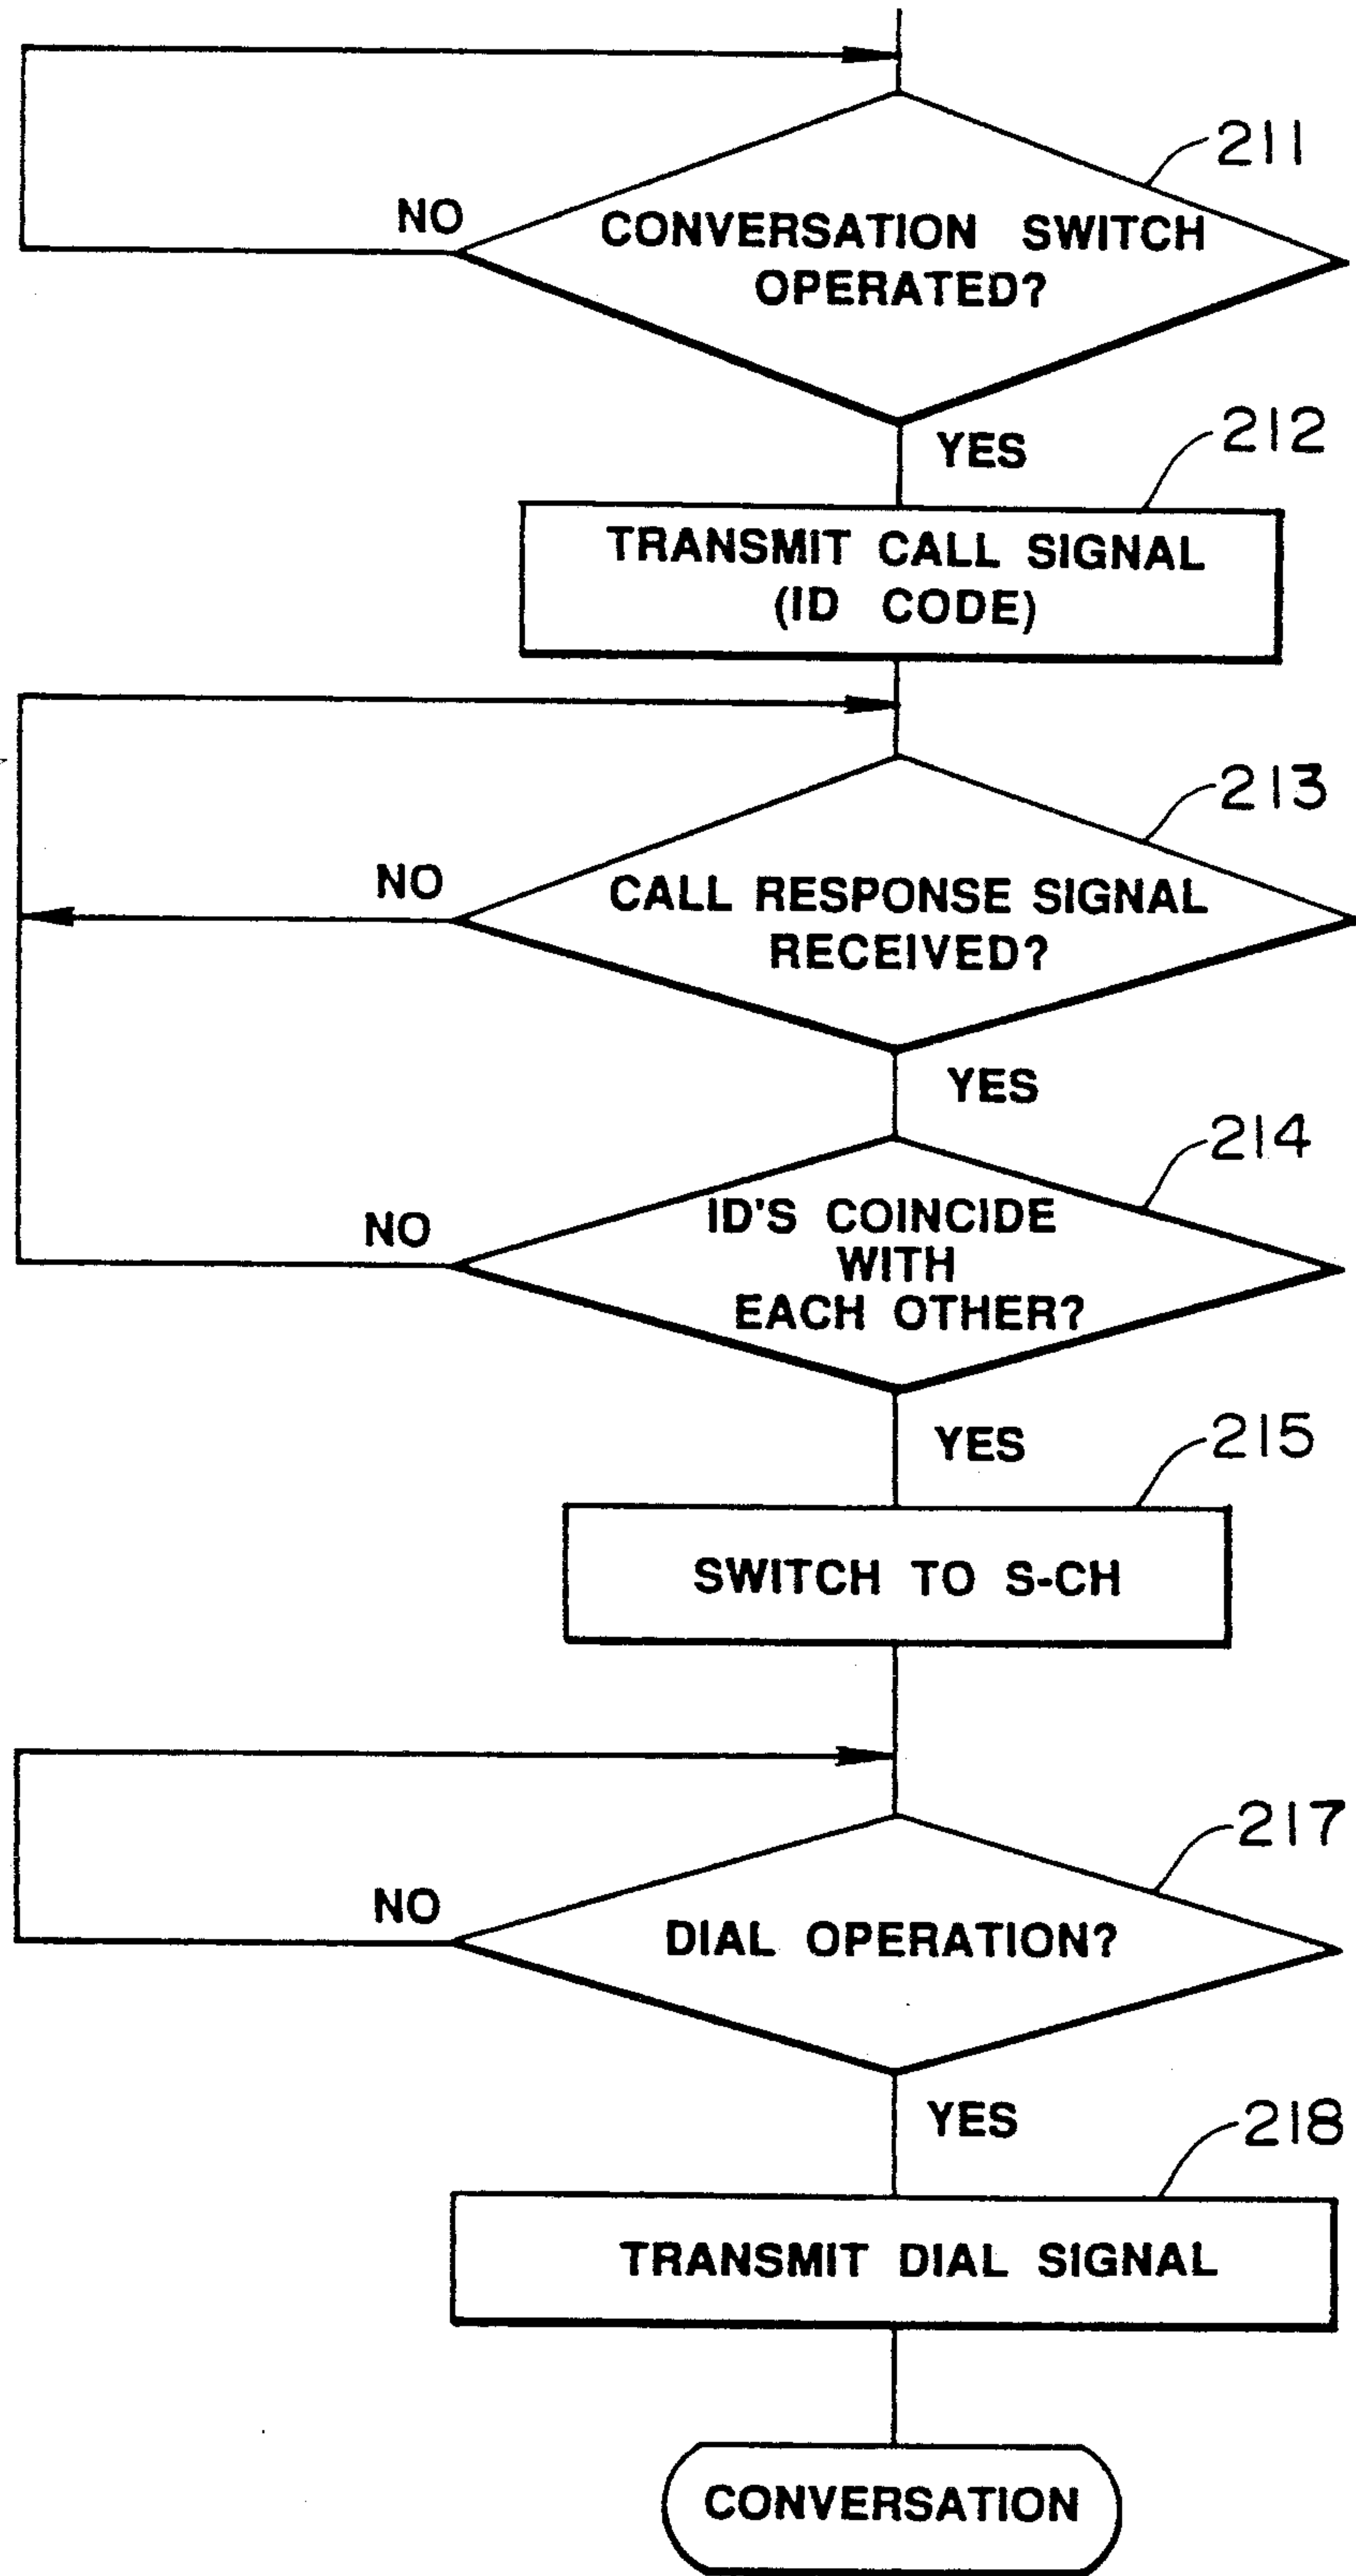 211
CONVERSATION SWITCH
OPERATED?
NO
YES
212
TRANSMIT CALL SIGNAL
(ID CODE)
213
NO
CALL RESPONSE SIGNAL
RECEIVED?
YES
214
NO
ID'S COINCIDE
WITH
EACH OTHER?
YES
215
SWITCH TO S-CH
217
NO
DIAL OPERATION?
YES
218
TRANSMIT DIAL SIGNAL
CONVERSATION